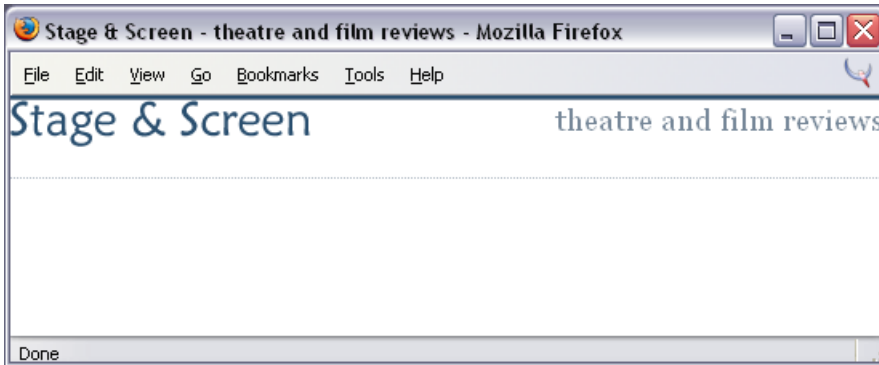 Stage & Screen - theatre and film reviews - Mozilla Firefox
File Edit View Go Bookmarks Tools Help
Stage & Screen theatre and film reviews
Done